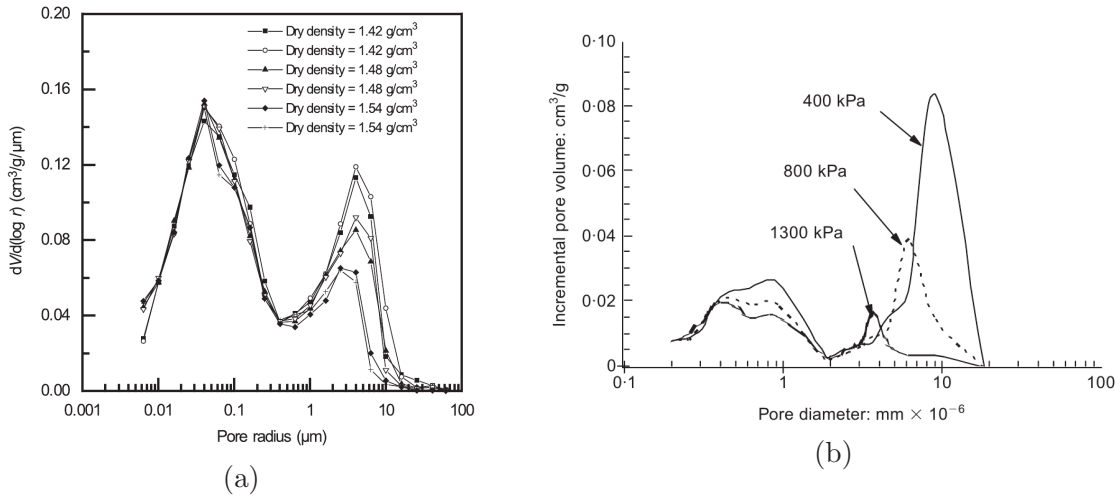 0.20
0.16
0.12
0.08
0.04
0.00
dV/d(log r) (cm³/g/µm)
Dry density = 1.42 g/cm³
Dry density = 1.42 g/cm³
Dry density = 1.48 g/cm³
Dry density = 1.48 g/cm³
Dry density = 1.54 g/cm³
Dry density = 1.54 g/cm³
0.001 0.01 0.1 1 10 100
Pore radius (µm)
(a)
0·10
0·08
0·06
0·04
0·02
0
Incremental pore volume: cm³/g
400 kPa
800 kPa
1300 kPa
0·1 1 10 100
Pore diameter: mm × 10⁻⁶
(b)